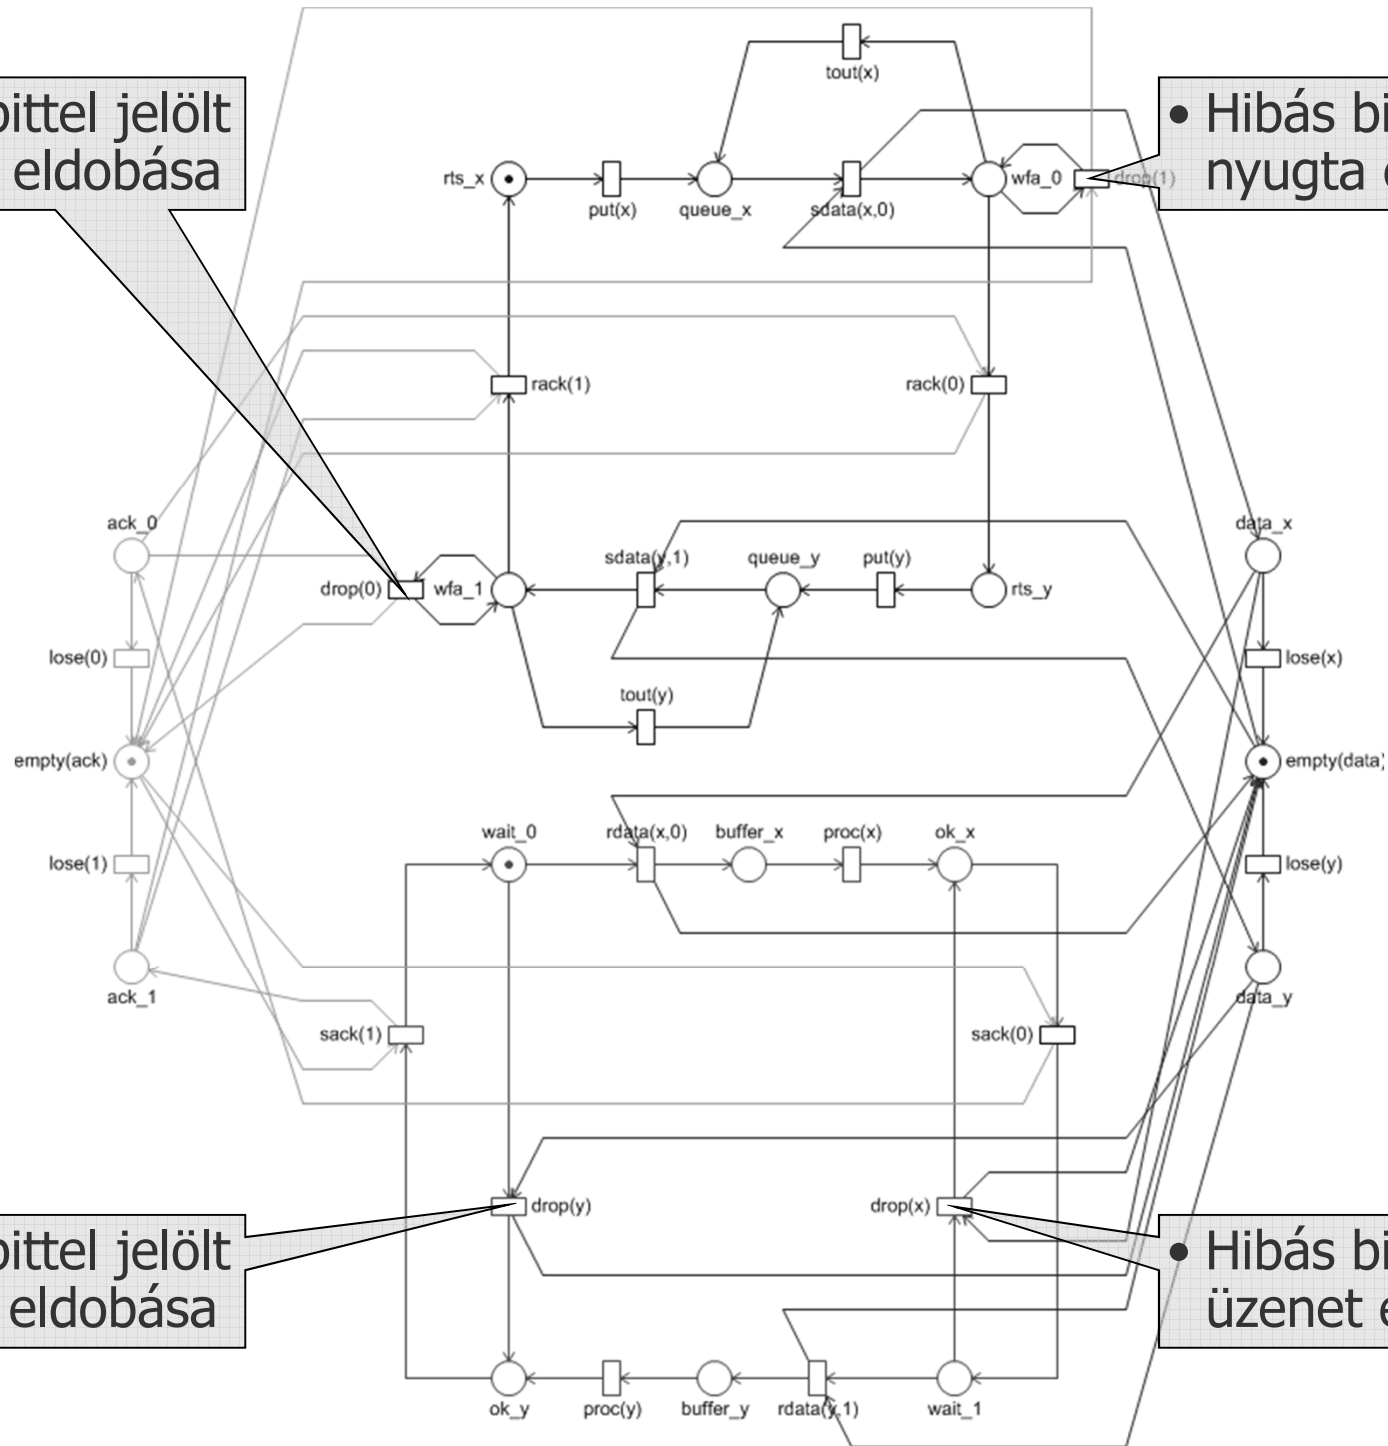 tout(x)
bittel jelölt
eldobása
• Hibás
nyugta
rts_x
put(x)
queue_x
sdata(x,0)
wfa_0
drop(1)
rack(1)
rack(0)
ack_0
data_x
drop(0)
wfa_1
sdata(y,1)
queue_y
put(y)
rts_y
lose(0)
lose(x)
tout(y)
empty(ack)
empty(data)
wait_0
rdata(x,0)
buffer_x
proc(x)
ok_x
lose(1)
lose(y)
ack_1
data_y
sack(1)
sack(0)
drop(y)
drop(x)
bittel jelölt
eldobása
• Hibás
üzenet
ok_y
proc(y)
buffer_y
rdata(y,1)
wait_1